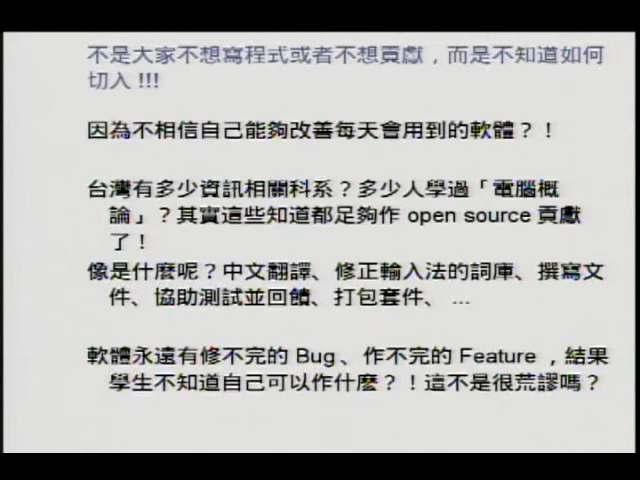 不是大家不想寫程式或者不想貢獻，而是不知道如何
切入 !!!
因為不相信自己能夠改善每天會用到的軟體？！
台灣有多少資訊相關科系？多少人學過「電腦概
論」？其實這些知道都足夠作 open source 貢獻
了！
像是什麼呢？中文翻譯、修正輸入法的詞庫、撰寫文
件、協助測試並回饋、打包套件、 ...
軟體永遠有修不完的 Bug 、作不完的 Feature ，結果
學生不知道自己可以作什麼？！這不是很荒謬嗎？